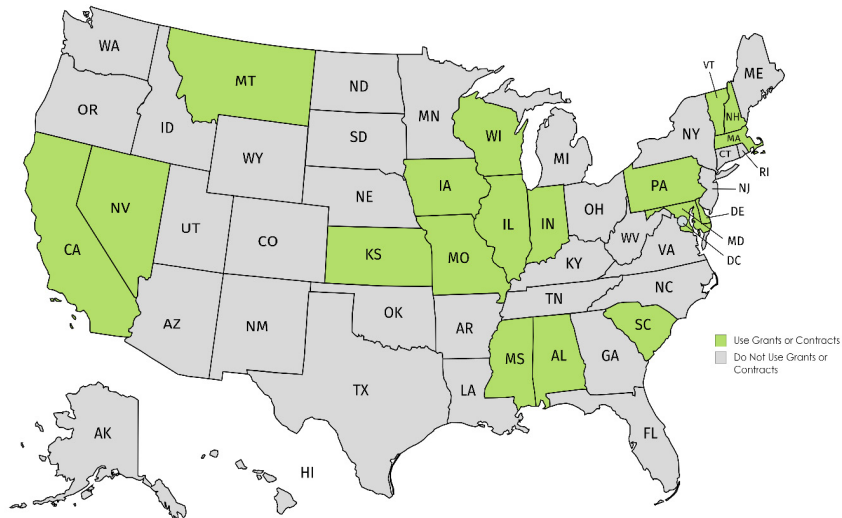 WA
MT
ND
MN
VT
ME
OR
ID
SD
WI
NH
NY
MA
WY
MI
CT
RI
IA
NE
PA
NJ
NV
UT
IL
IN
OH
DE
CA
CO
WV
MD
KS
MO
VA
DC
KY
NC
TN
AZ
NM
OK
AR
SC
Use Grants or Contracts
MS
AL
GA
Do Not Use Grants or
Contracts
TX
LA
FL
AK
HI